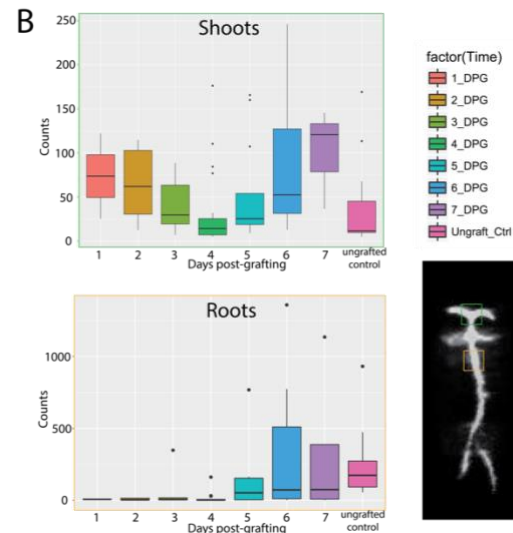 B
Shoots
Counts
250
200
150
100
50
0
1 2 3 4 5 6 7 ungrafted control
Days post-grafting
Roots
Counts
1000
500
0
1 2 3 4 5 6 7 ungrafted control
Days post-grafting
factor(Time)
1_DPG
2_DPG
3_DPG
4_DPG
5_DPG
6_DPG
7_DPG
Ungraft_Ctrl